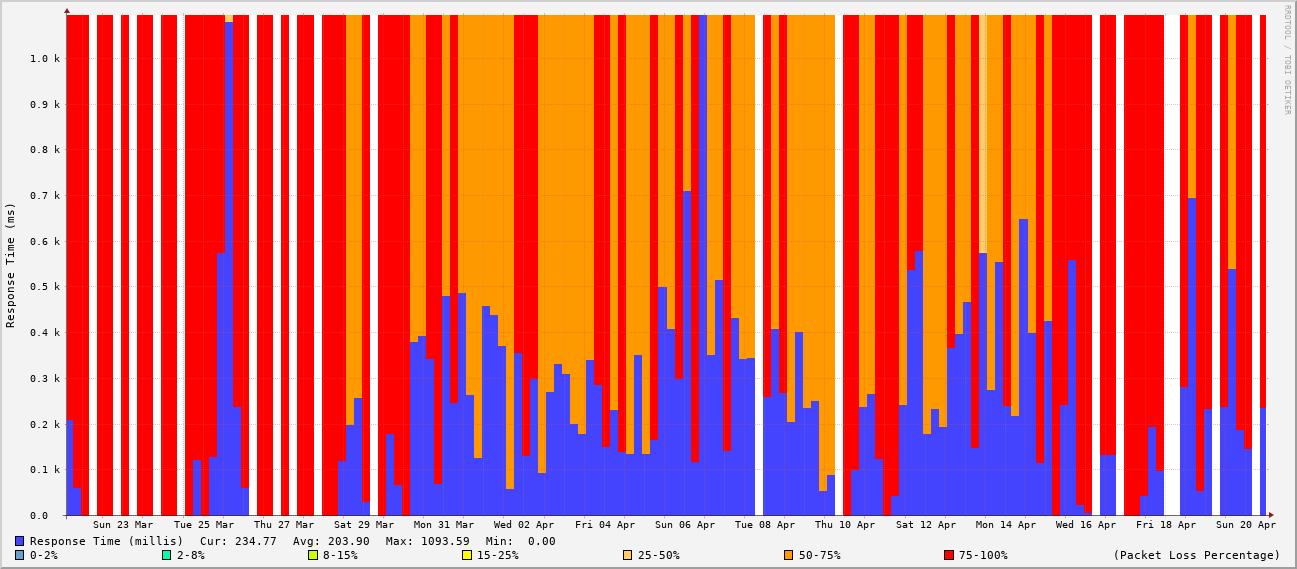 RRDTOOL / TOBI OETIKER
Response Time (ms)
1.0 k
0.9 k
0.8 k
0.7 k
0.6 k
0.5 k
0.4 k
0.3 k
0.2 k
0.1 k
0.0
Sun 23 Mar Tue 25 Mar Thu 27 Mar Sat 29 Mar Mon 31 Mar Wed 02 Apr Fri 04 Apr Sun 06 Apr Tue 08 Apr Thu 10 Apr Sat 12 Apr Mon 14 Apr Wed 16 Apr Fri 18 Apr Sun 20 Apr
Response Time (millis) Cur: 234.77 Avg: 203.90 Max: 1093.59 Min: 0.00
0-2% 2-8% 8-15% 15-25% 25-50% 50-75% 75-100% (Packet Loss Percentage)